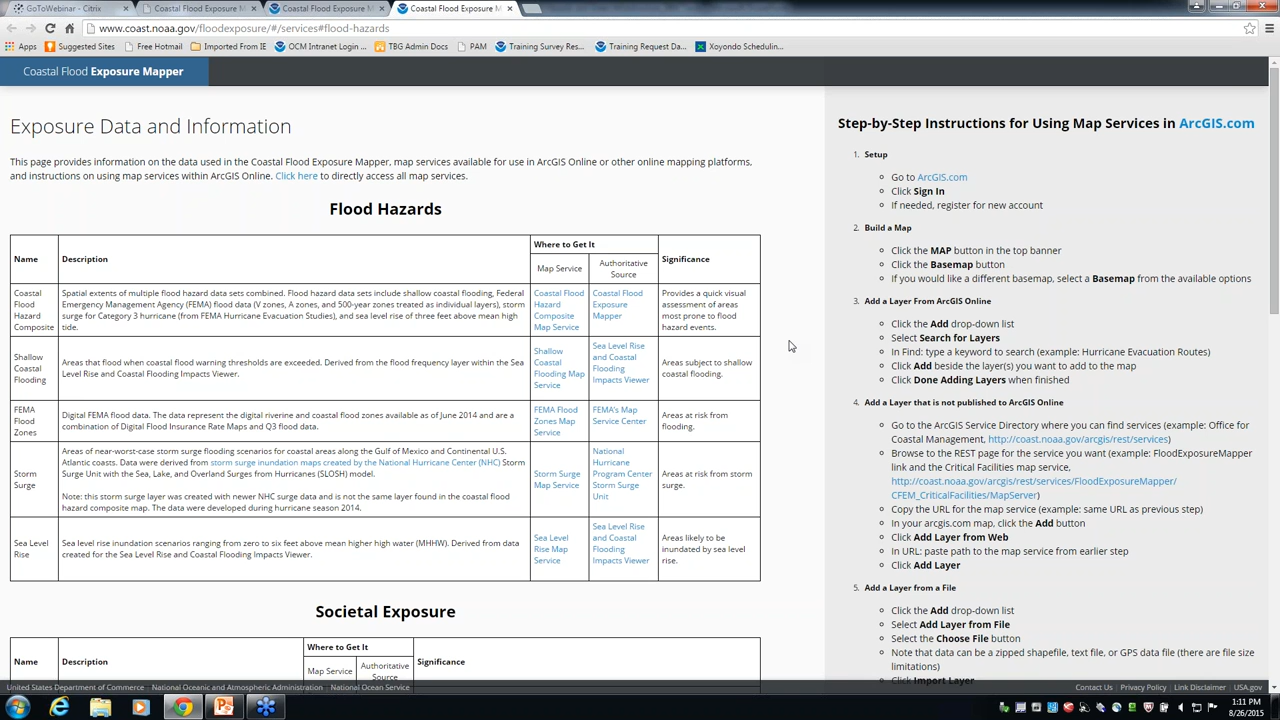 GoToWebinar - Citrix
Coastal Flood Exposure M
Coastal Flood Exposure M
Coastal Flood Exposure M
www.coast.noaa.gov/floodexposure/#/services#flood-hazards
Apps
Suggested Sites
Free Hotmail
Imported From IE
OCM Intranet Login ...
TBG Admin Docs
PAM
Training Survey Res...
Training Request Da...
Xoyondo Schedulin...
Coastal Flood Exposure Mapper
Exposure Data and Information
This page provides information on the data used in the Coastal Flood Exposure Mapper, map services available for use in ArcGIS Online or other online mapping platforms,
and instructions on using map services within ArcGIS Online. Click here to directly access all map services.
Flood Hazards
Name
Description
Where to Get It
Map Service
Authoritative
Source
Significance
Coastal
Flood
Hazard
Composite
Spatial extents of multiple flood hazard data sets combined. Flood hazard data sets include shallow coastal flooding, Federal
Emergency Management Agency (FEMA) flood data (V zones, A zones, and 500-year zones treated as individual layers), storm
surge for Category 3 hurricane (from FEMA Hurricane Evacuation Studies), and sea level rise of three feet above mean high
tide.
Coastal Flood
Hazard
Composite
Map Service
Coastal Flood
Exposure
Mapper
Provides a quick visual
assessment of areas
most prone to flood
hazard events.
Shallow
Coastal
Flooding
Areas that flood when coastal flood warning thresholds are exceeded. Derived from the flood frequency layer within the Sea
Level Rise and Coastal Flooding Impacts Viewer.
Shallow
Coastal
Flooding Map
Service
Sea Level Rise
and Coastal
Flooding
Impacts Viewer
Areas subject to shallow
coastal flooding.
FEMA
Flood
Zones
Digital FEMA flood data. The data represent the digital riverine and coastal flood zones available as of June 2014 and are a
combination of Digital Flood Insurance Rate Maps and Q3 flood data.
FEMA Flood
Zones Map
Service
FEMA's Map
Service Center
Areas at risk from
flooding.
Storm
Surge
Areas of near-worst-case storm surge flooding scenarios for coastal areas along the Gulf of Mexico and Continental U.S.
Atlantic coasts. Data were derived from storm surge inundation maps created by the National Hurricane Center (NHC) Storm
Surge Unit with the Sea, Lake, and Overland Surges from Hurricanes (SLOSH) model.
Note: this storm surge layer was created with newer NHC surge data and is not the same layer found in the coastal flood
hazard composite map. The data were developed during hurricane season 2014.
Storm Surge
Map Service
National
Hurricane
Program Center
Storm Surge
Unit
Areas at risk from storm
surge.
Sea Level
Rise
Sea level rise inundation scenarios ranging from zero to six feet above mean higher high water (MHHW). Derived from data
created for the Sea Level Rise and Coastal Flooding Impacts Viewer.
Sea Level
Rise Map
Service
Sea Level Rise
and Coastal
Flooding
Impacts Viewer
Areas likely to be
inundated by sea level
rise.
Societal Exposure
Name
Description
Where to Get It
Map Service
Authoritative
Source
Significance
Step-by-Step Instructions for Using Map Services in ArcGIS.com
1. Setup
Go to ArcGIS.com
Click Sign In
If needed, register for new account
2. Build a Map
Click the MAP button in the top banner
Click the Basemap button
If you would like a different basemap, select a Basemap from the available options
3. Add a Layer From ArcGIS Online
Click the Add drop-down list
Select Search for Layers
In Find: type a keyword to search (example: Hurricane Evacuation Routes)
Click Add beside the layer(s) you want to add to the map
Click Done Adding Layers when finished
4. Add a Layer that is not published to ArcGIS Online
Go to the ArcGIS Service Directory where you can find services (example: Office for
Coastal Management, http://coast.noaa.gov/arcgis/rest/services)
Browse to the REST page for the service you want (example: FloodExposureMapper
link and the Critical Facilities map service,
http://coast.noaa.gov/arcgis/rest/services/FloodExposureMapper/
CFEM_CriticalFacilities/MapServer)
Copy the URL for the map service (example: same URL as previous step)
In your arcgis.com map, click the Add button
Click Add Layer from Web
In URL: paste path to the map service from earlier step
Click Add Layer
5. Add a Layer from a File
Click the Add drop-down list
Select Add Layer from File
Select the Choose File button
Note that data can be a zipped shapefile, text file, or GPS data file (there are file size
limitations)
Click Import Layer
United States Department of Commerce
National Oceanic and Atmospheric Administration
National Ocean Service
Contact Us
Privacy Policy
Link Disclaimer
USA.gov
1:11 PM
8/26/2015